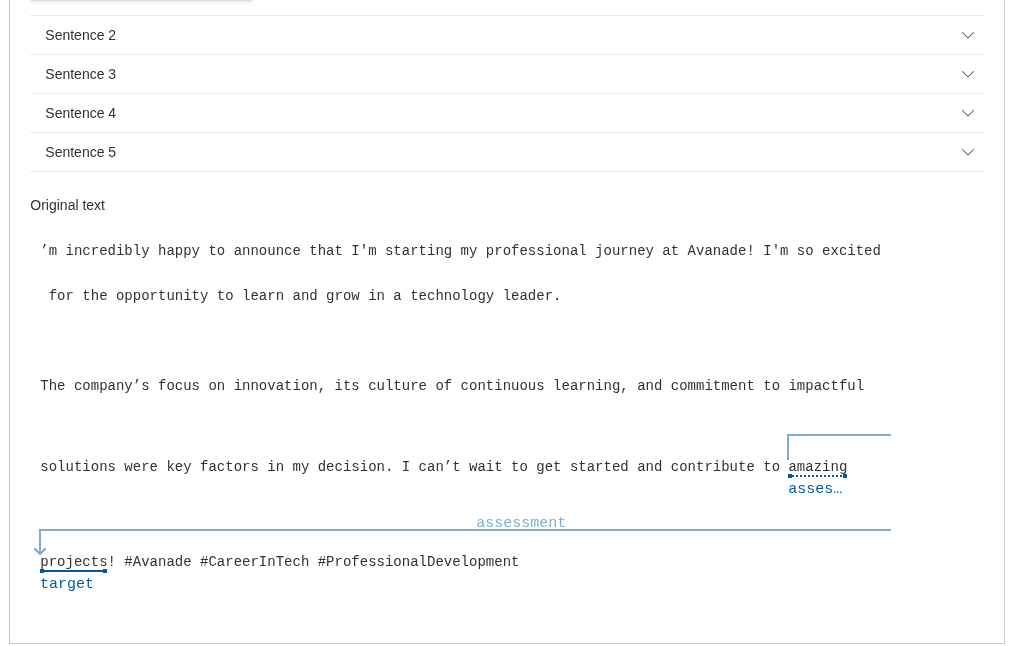 Sentence 2
Sentence 3
Sentence 4
Sentence 5
Original text
’m incredibly happy to announce that I'm starting my professional journey at Avanade! I'm so excited
for the opportunity to learn and grow in a technology leader.
The company’s focus on innovation, its culture of continuous learning, and commitment to impactful
solutions were key factors in my decision. I can’t wait to get started and contribute to amazing
asses…
assessment
projects! #Avanade #CareerInTech #ProfessionalDevelopment
target